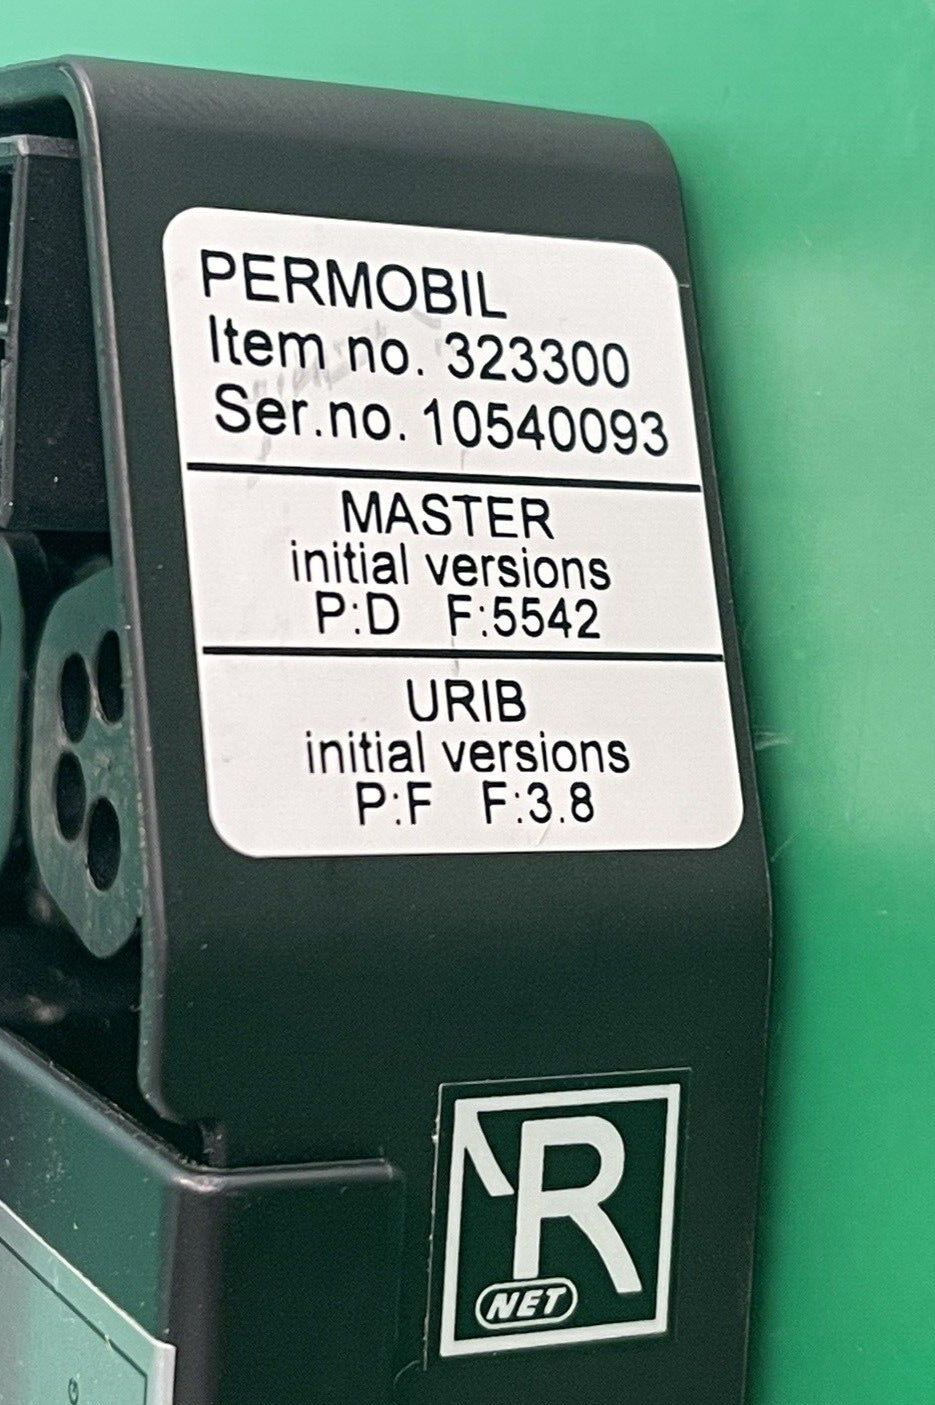 PERMOBIL
Item no. 323300
Ser.no. 10540093
MASTER
initial versions
P:D F:5542
URIB
initial versions
P:F F:3.8
R
NET